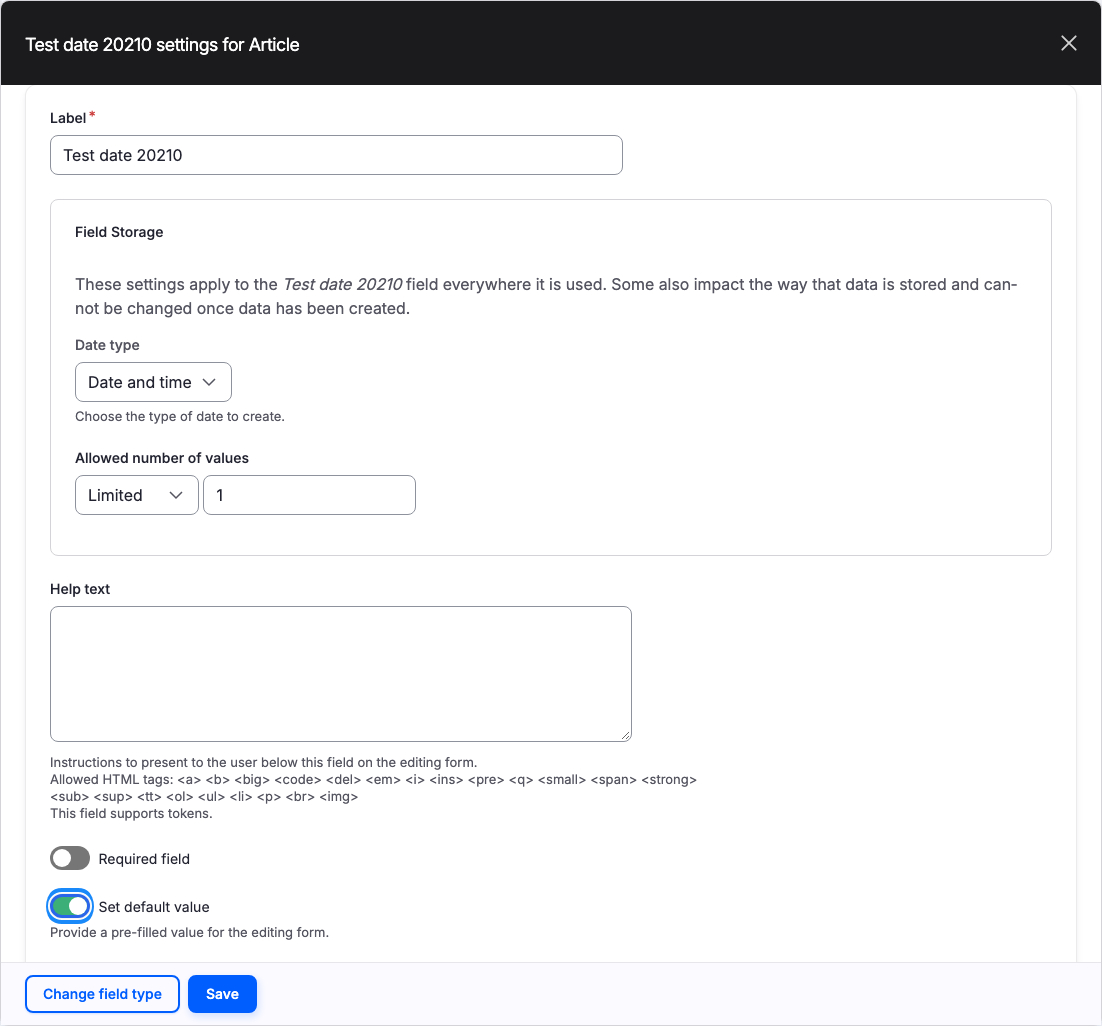 Test date 20210 settings for Article
Label*
Test date 20210
Field Storage
These settings apply to the Test date 20210 field everywhere it is used. Some also impact the way that data is stored and can-
not be changed once data has been created.
Date type
Date and time
Choose the type of date to create.
Allowed number of values
Limited 1
Help text
Instructions to present to the user below this field on the editing form.
Allowed HTML tags: <a> <b> <big> <code> <del> <em> <i> <ins> <pre> <q> <small> <span> <strong>
<sub> <sup> <tt> <ol> <ul> <li> <p> <br> <img>
This field supports tokens.
Required field
Set default value
Provide a pre-filled value for the editing form.
Change field type Save